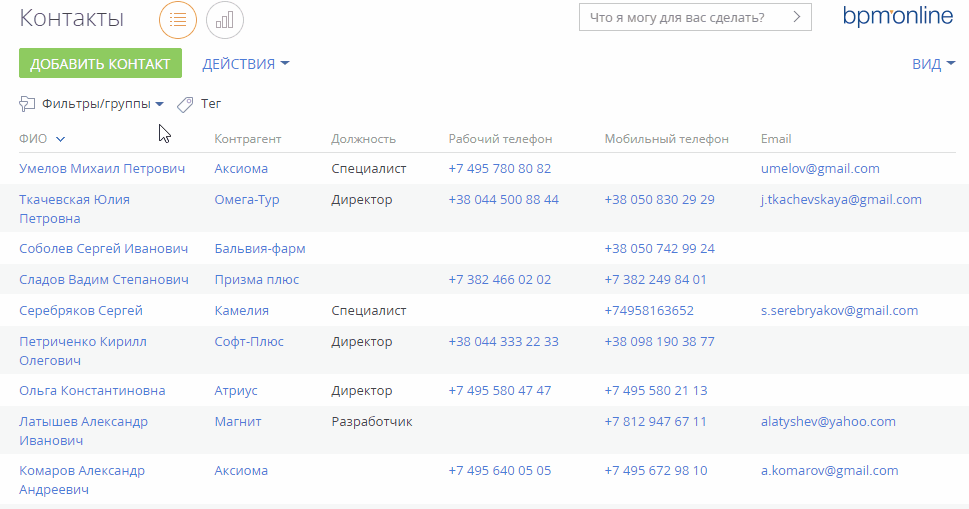 Контакты Что я могу для вас сделать? bpm'online
ДОБАВИТЬ КОНТАКТ ДЕЙСТВИЯ ВИД
Фильтры/группы Тег
ФИО Контрагент Должность Рабочий телефон Мобильный телефон Email
Умелов Михаил Петрович Аксиома Специалист +7 495 780 80 82 umelov@gmail.com
Ткачевская Юлия Омега-Тур Директор +38 044 500 88 44 +38 050 830 29 29 j.tkachevskaya@gmail.com
Петровна
Соболев Сергей Иванович Бальвия-фарм +38 050 742 99 24
Сладов Вадим Степанович Призма плюс +7 382 466 02 02 +7 382 249 84 01
Серебряков Сергей Камелия Специалист +74958163652 s.serebryakov@gmail.com
Петриченко Кирилл Софт-Плюс Директор +38 044 333 22 33 +38 098 190 38 77
Олегович
Ольга Константиновна Атриус Директор +7 495 580 47 47 +7 495 580 21 13
Латышев Александр Магнит Разработчик +7 812 947 67 11 alatyshev@yahoo.com
Иванович
Комаров Александр Аксиома +7 495 640 05 05 +7 495 672 98 10 a.komarov@gmail.com
Андреевич